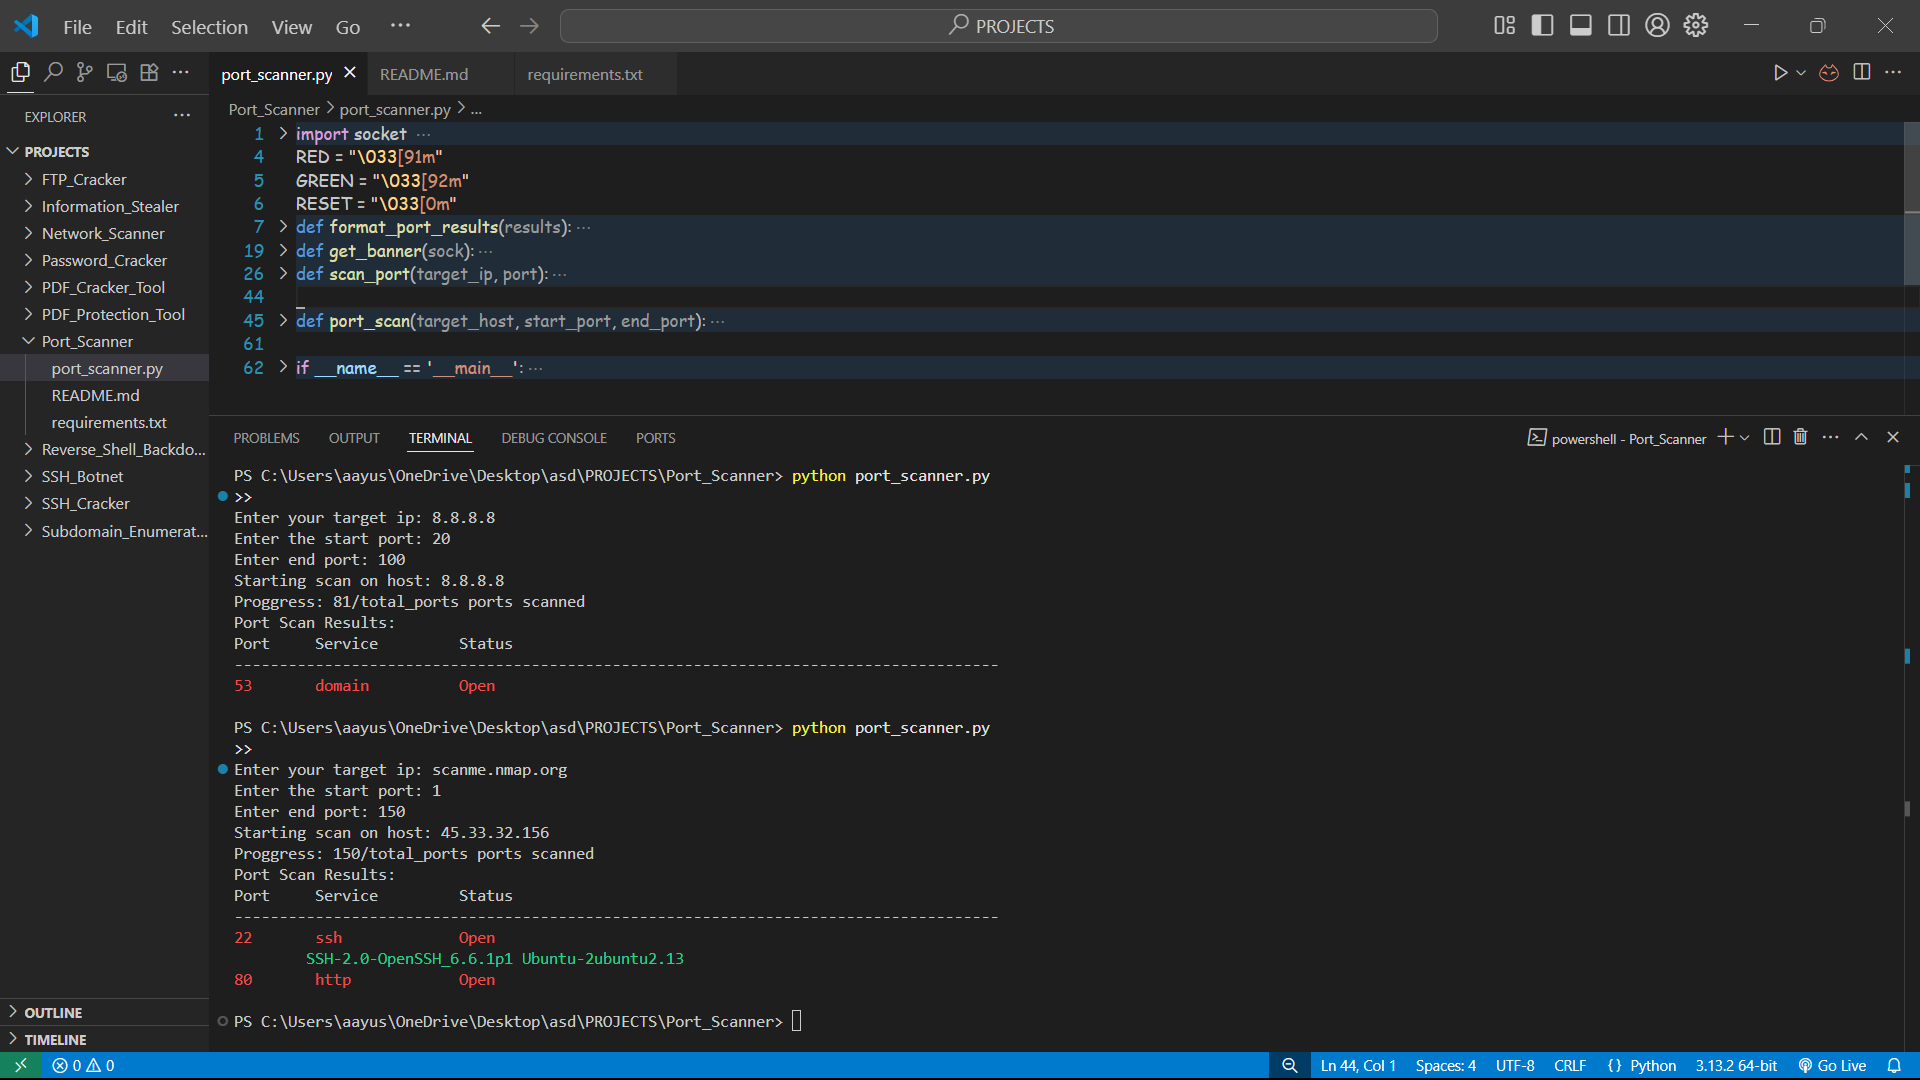 File Edit Selection View Go ···
PROJECTS
port_scanner.py
README.md
requirements.txt
EXPLORER
PROJECTS
FTP_Cracker
Information_Stealer
Network_Scanner
Password_Cracker
PDF_Cracker_Tool
PDF_Protection_Tool
Port_Scanner
port_scanner.py
README.md
requirements.txt
Reverse_Shell_Backdo...
SSH_Botnet
SSH_Cracker
Subdomain_Enumerat...
OUTLINE
TIMELINE
Port_Scanner > port_scanner.py > ...
1 import socket ···
4 RED = "\033[91m"
5 GREEN = "\033[92m"
6 RESET = "\033[0m"
7 def format_port_results(results): ···
19 def get_banner(sock): ···
26 def scan_port(target_ip, port): ···
44
45 def port_scan(target_host, start_port, end_port): ···
61
62 if __name__ == '__main__': ···
PROBLEMS OUTPUT TERMINAL DEBUG CONSOLE PORTS
powershell - Port_Scanner
PS C:\Users\aayus\OneDrive\Desktop\asd\PROJECTS\Port_Scanner> python port_scanner.py
>>
Enter your target ip: 8.8.8.8
Enter the start port: 20
Enter end port: 100
Starting scan on host: 8.8.8.8
Proggress: 81/total_ports ports scanned
Port Scan Results:
Port Service Status
-------------------------------------------------------------------------------------
53 domain Open
PS C:\Users\aayus\OneDrive\Desktop\asd\PROJECTS\Port_Scanner> python port_scanner.py
>>
Enter your target ip: scanme.nmap.org
Enter the start port: 1
Enter end port: 150
Starting scan on host: 45.33.32.156
Proggress: 150/total_ports ports scanned
Port Scan Results:
Port Service Status
-------------------------------------------------------------------------------------
22 ssh Open
SSH-2.0-OpenSSH_6.6.1p1 Ubuntu-2ubuntu2.13
80 http Open
PS C:\Users\aayus\OneDrive\Desktop\asd\PROJECTS\Port_Scanner>
0 0
Ln 44, Col 1 Spaces: 4 UTF-8 CRLF {} Python 3.13.2 64-bit Go Live